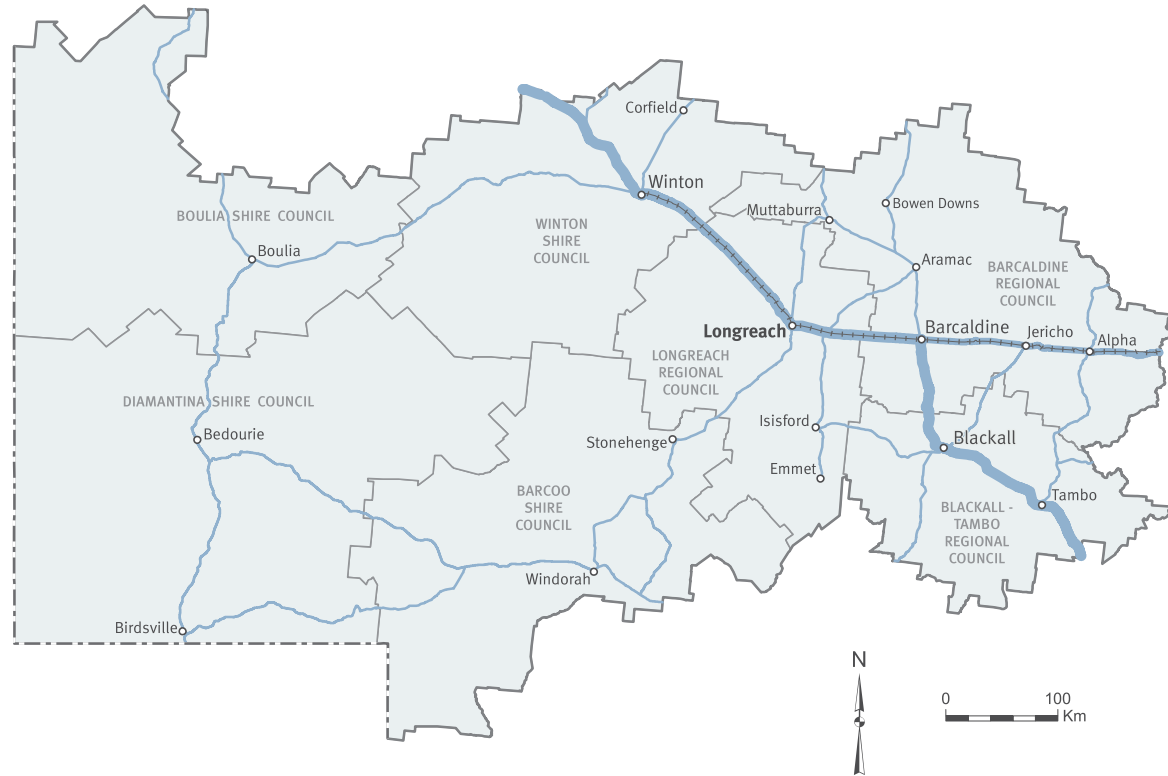 Corfield
Winton
Muttaburra
Bowen Downs
BOULIA SHIRE COUNCIL
WINTON
SHIRE
COUNCIL
Boulia
Aramac
BARCALDINE
REGIONAL
COUNCIL
Longreach
Barcaldine
Jericho
Alpha
LONGREACH
REGIONAL
COUNCIL
DIAMANTINA SHIRE COUNCIL
Bedourie
Stonehenge
Isisford
Blackall
Emmet
Tambo
BARCOO
SHIRE
COUNCIL
BLACKALL -
TAMBO
REGIONAL
COUNCIL
Windorah
Birdsville
N
0 100
Km